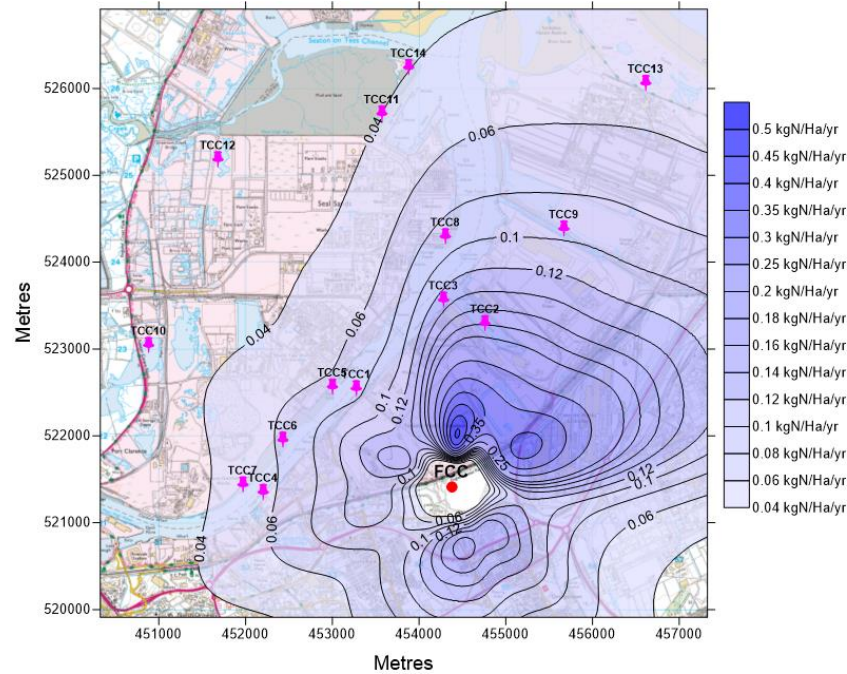 Seaton on Tees Channel
TCC14
TCC13
526000
TCC11
Mud and Sand
0.04
0.06
TCC12
525000
Seal Sands
TCC8
TCC9
0.1
524000
TCC3
0.12
TCC2
0.06
0.04
TCC10
523000
TCC5
TCC1
0.1
0.12
0.35
TCC6
522000
FCC
0.25
TCC7
TCC4
0.1
0.12
0.1
521000
0.06
0.06
0.06
0.04
0.1
0.12
520000
Metres
451000 452000 453000 454000 455000 456000 457000
Metres
0.5 kgN/Ha/yr
0.45 kgN/Ha/yr
0.4 kgN/Ha/yr
0.35 kgN/Ha/yr
0.3 kgN/Ha/yr
0.25 kgN/Ha/yr
0.2 kgN/Ha/yr
0.18 kgN/Ha/yr
0.16 kgN/Ha/yr
0.14 kgN/Ha/yr
0.12 kgN/Ha/yr
0.1 kgN/Ha/yr
0.08 kgN/Ha/yr
0.06 kgN/Ha/yr
0.04 kgN/Ha/yr